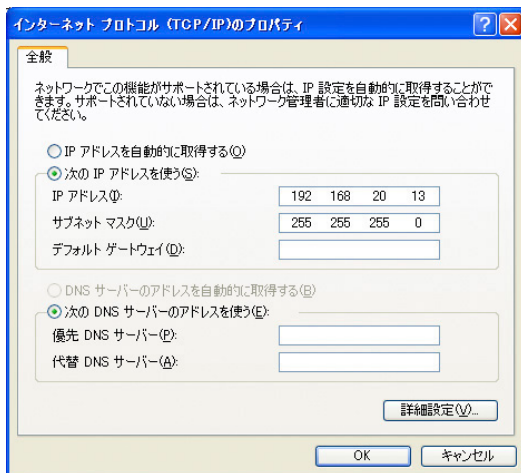 インターネット プロトコル (TCP/IP)のプロパティ
全般
ネットワークでこの機能がサポートされている場合は、IP 設定を自動的に取得することがで
きます。サポートされていない場合は、ネットワーク管理者に適切な IP 設定を問い合わせ
てください。
IP アドレスを自動的に取得する(O)
次の IP アドレスを使う(S):
IP アドレス(I): 192 168 20 13
サブネット マスク(U): 255 255 255 0
デフォルト ゲートウェイ(D):
DNS サーバーのアドレスを自動的に取得する(B)
次の DNS サーバーのアドレスを使う(E):
優先 DNS サーバー(P):
代替 DNS サーバー(A):
詳細設定(V)...
OK キャンセル